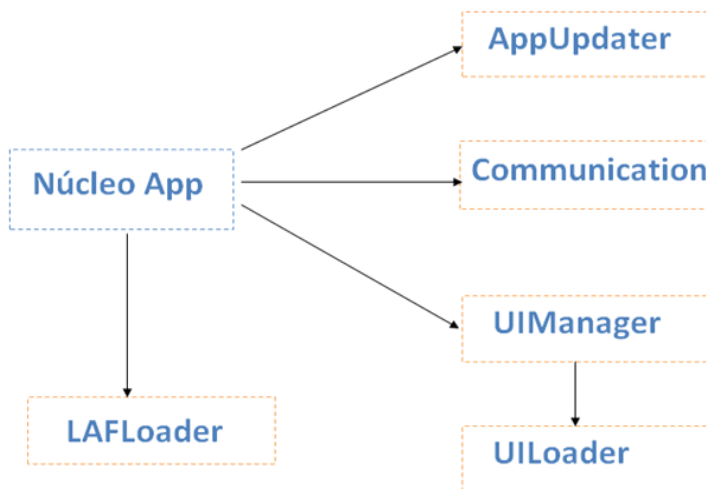 AppUpdater
Communication
Núcleo App
UIManager
LAFLoader
UILoader